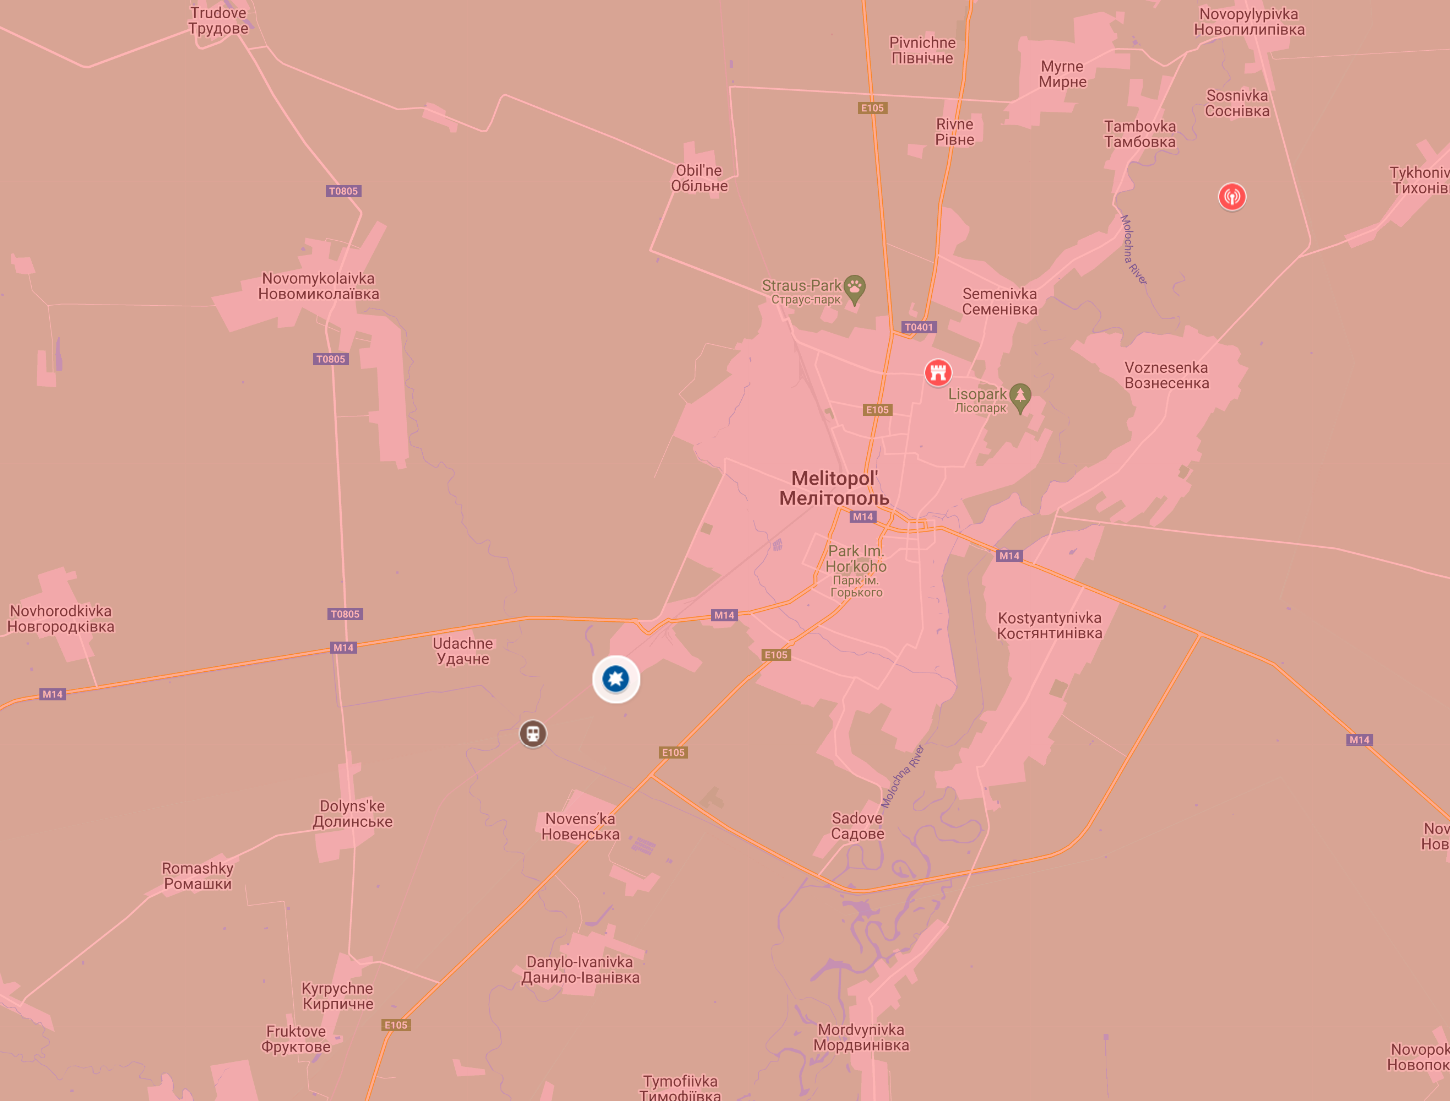 Trudove
Трудове
Novopylypivka
Новопилипівка
Pivnichne
Північне
Myrne
Мирне
Sosnivka
Соснівка
E105
Rivne
Рівне
Tambovka
Тамбовка
Obil'ne
Обільне
Tykhoniv
Тихонів
T0805
Molochna River
Novomykolaivka
Новомиколаївка
Straus-Park
Страус-парк
Semenivka
Семенівка
T0401
T0805
Voznesenka
Вознесенка
Lisopark
Лісопарк
E105
Melitopol'
Мелітополь
M14
Park Im.
Hor'koho
Парк ім.
Горького
M14
Novhorodkivka
Новгородківка
T0805
M14
Kostyantynivka
Костянтинівка
Udachne
Удачне
M14
E105
M14
E105
M14
Molochna River
Dolyns'ke
Долинське
Novens'ka
Новенська
Sadove
Садове
Nov
Нов
Romashky
Ромашки
Danylo-Ivanivka
Данило-Іванівка
Kyrpychne
Кирпичне
E105
Fruktove
Фруктове
Mordvynivka
Мордвинівка
Novopok
Новопок
Tymofiivka
Тимофіївка